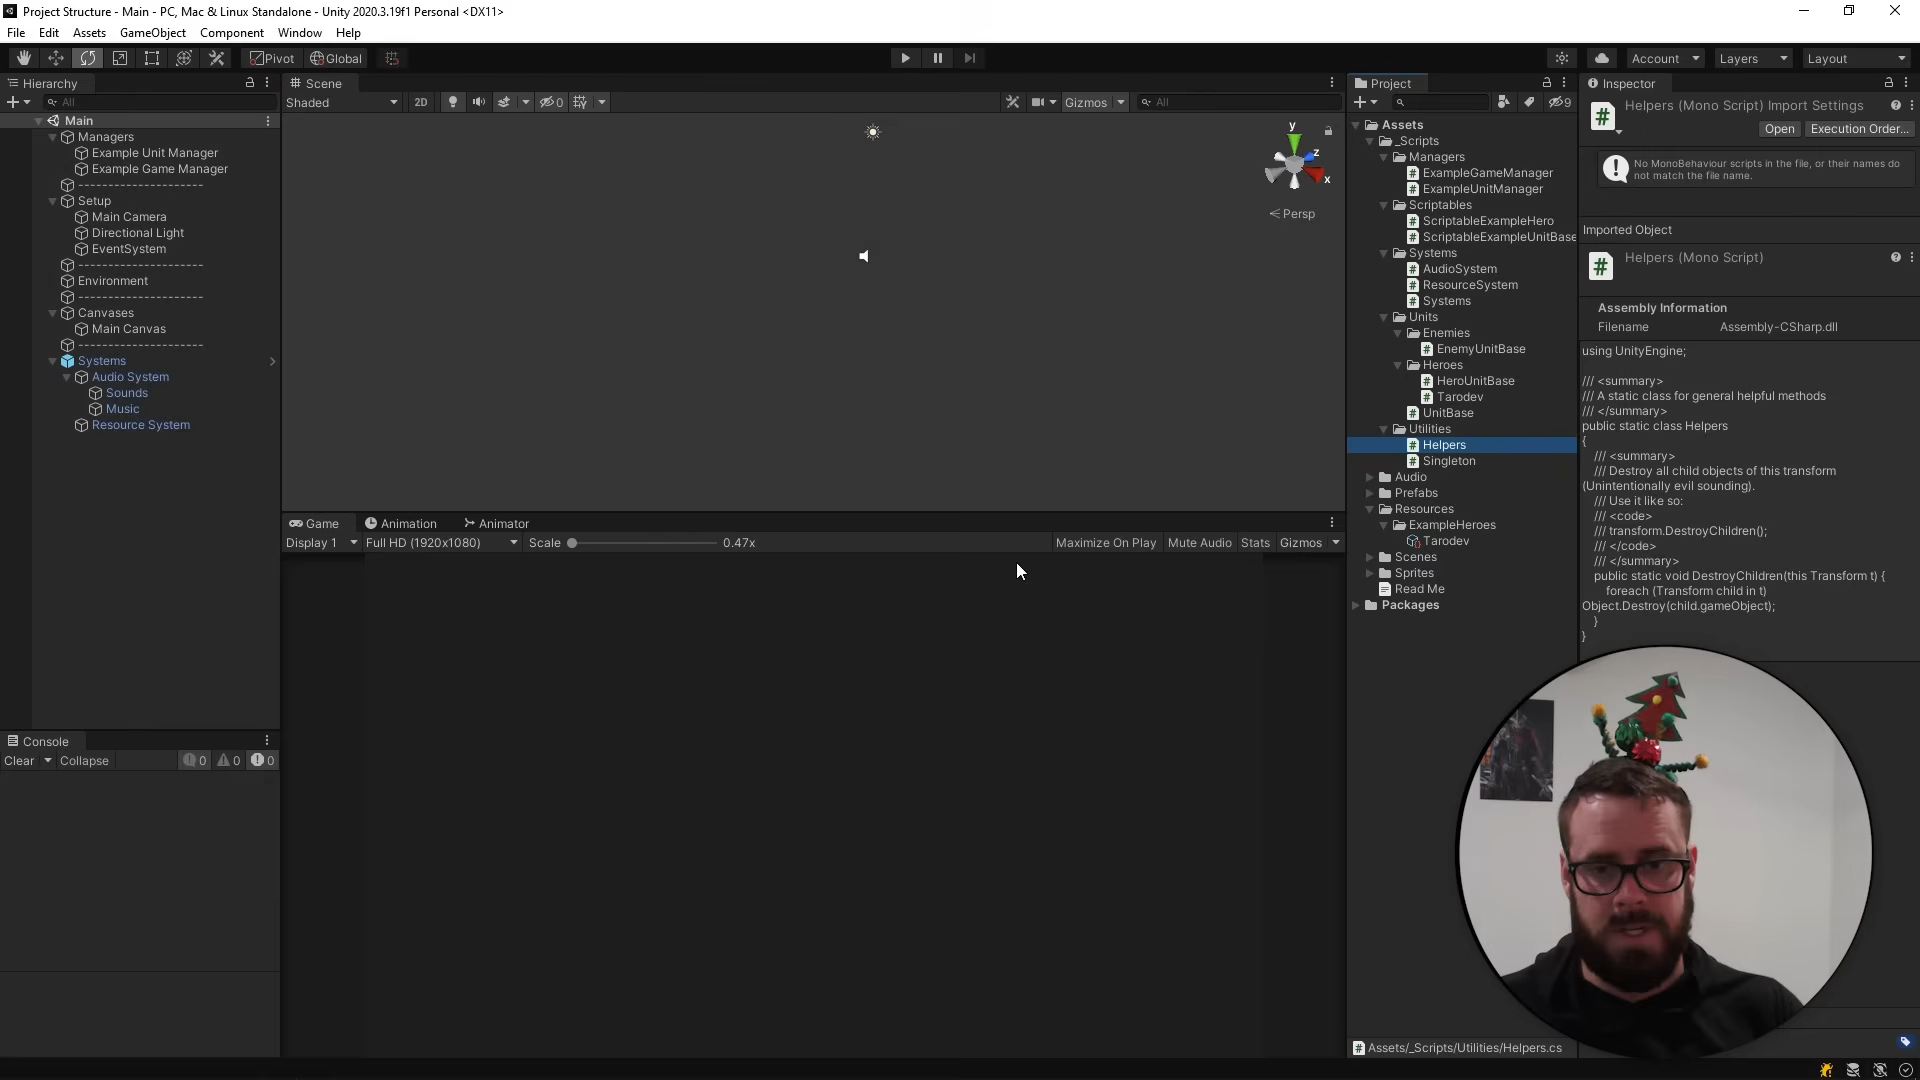 Project Structure - Main - PC, Mac & Linux Standalone - Unity 2020.3.19f1 Personal <DX11>
File Edit Assets GameObject Component Window Help
Pivot Global
Account Layers Layout
Hierarchy
All
Main
Managers
Example Unit Manager
Example Game Manager
---------------------
Setup
Main Camera
Directional Light
EventSystem
---------------------
Environment
---------------------
Canvases
Main Canvas
---------------------
Systems
Audio System
Sounds
Music
Resource System
Console
Clear Collapse 0 0 0
Scene
Shaded 2D 0 Gizmos All
y
z
x
Persp
Game Animation Animator
Display 1 Full HD (1920x1080) Scale 0.47x Maximize On Play Mute Audio Stats Gizmos
Project
9
Assets
_Scripts
Managers
ExampleGameManager
ExampleUnitManager
Scriptables
ScriptableExampleHero
ScriptableExampleUnitBase
Systems
AudioSystem
ResourceSystem
Systems
Units
Enemies
EnemyUnitBase
Heroes
HeroUnitBase
Tarodev
UnitBase
Utilities
Helpers
Singleton
Audio
Prefabs
Resources
ExampleHeroes
Tarodev
Scenes
Sprites
Read Me
Packages
Assets/_Scripts/Utilities/Helpers.cs
Inspector
Helpers (Mono Script) Import Settings
Open Execution Order...
No MonoBehaviour scripts in the file, or their names do
not match the file name.
Imported Object
Helpers (Mono Script)
Assembly Information
Filename Assembly-CSharp.dll
using UnityEngine;
/// <summary>
/// A static class for general helpful methods
/// </summary>
public static class Helpers
{
/// <summary>
/// Destroy all child objects of this transform
(Unintentionally evil sounding).
/// Use it like so:
/// <code>
/// transform.DestroyChildren();
/// </code>
/// </summary>
public static void DestroyChildren(this Transform t) {
foreach (Transform child in t)
Object.Destroy(child.gameObject);
}
}